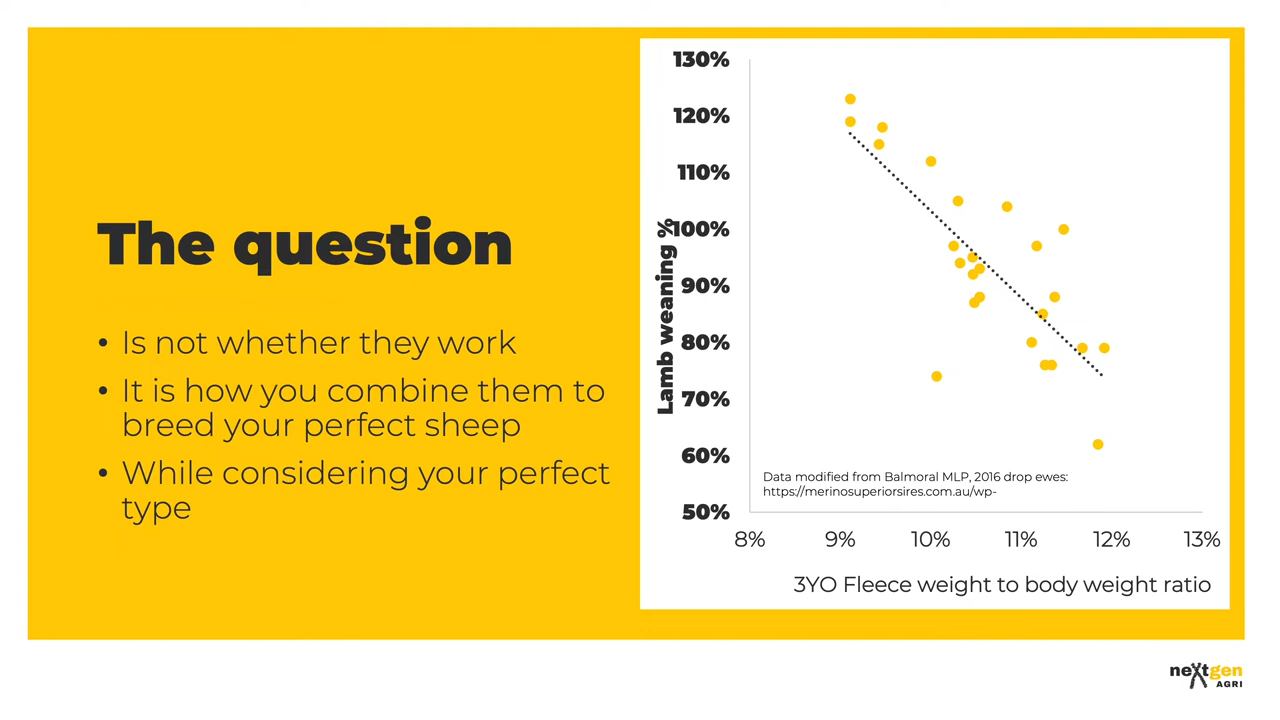 The question
• Is not whether they work
• It is how you combine them to
breed your perfect sheep
• While considering your perfect
type
Lamb weaning %
130%
120%
110%
100%
90%
80%
70%
60%
50%
Data modified from Balmoral MLP, 2016 drop ewes:
https://merinosuperiorsires.com.au/wp-
8% 9% 10% 11% 12% 13%
3YO Fleece weight to body weight ratio
nextgen
AGRI